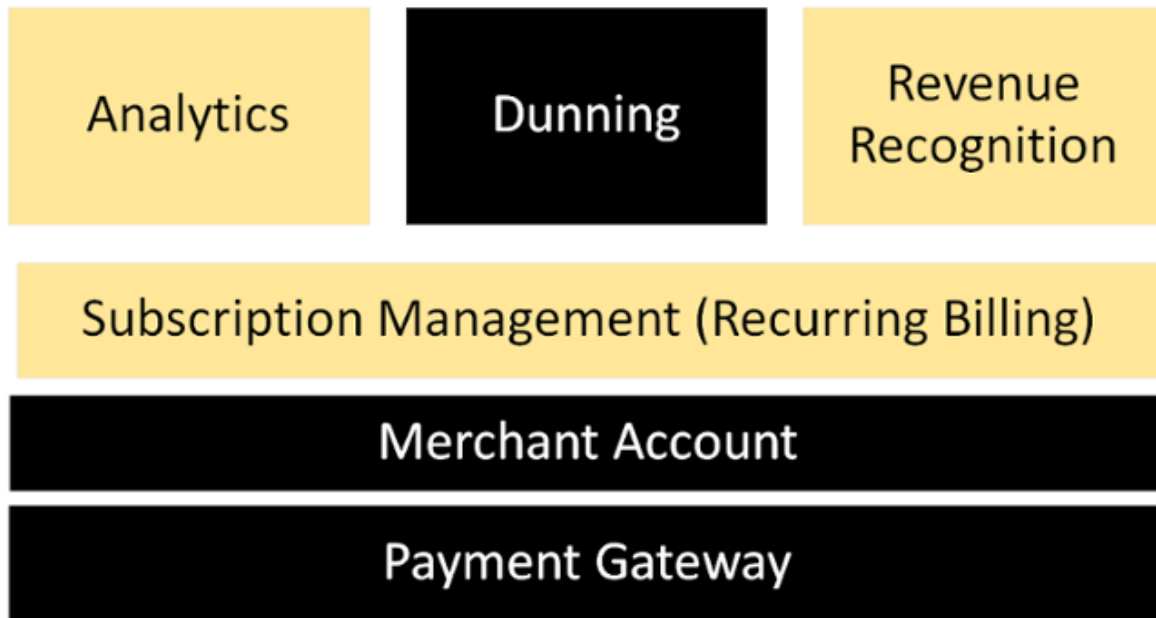 Analytics
Dunning
Revenue
Recognition
Subscription Management (Recurring Billing)
Merchant Account
Payment Gateway